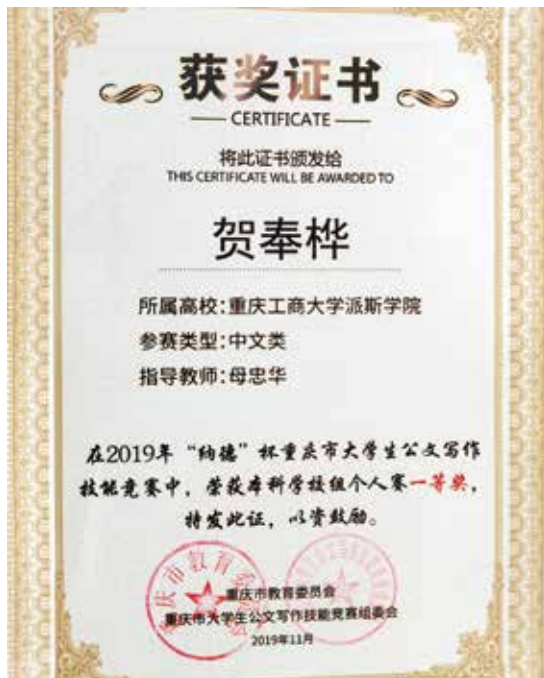 获奖证书
CERTIFICATE
将此证书颁发给
THIS CERTIFICATE WILL BE AWARDED TO
贺奉桦
所属高校:重庆工商大学派斯学院
参赛类型:中文类
指导教师:母忠华
在2019年“纳德”杯重庆市大学生公文写作
技能竞赛中，荣获本科学校组个人赛一等奖，
特发此证，以资鼓励。
重庆市教育委员会
重庆市大学生公文写作技能竞赛组委会
2019年11月